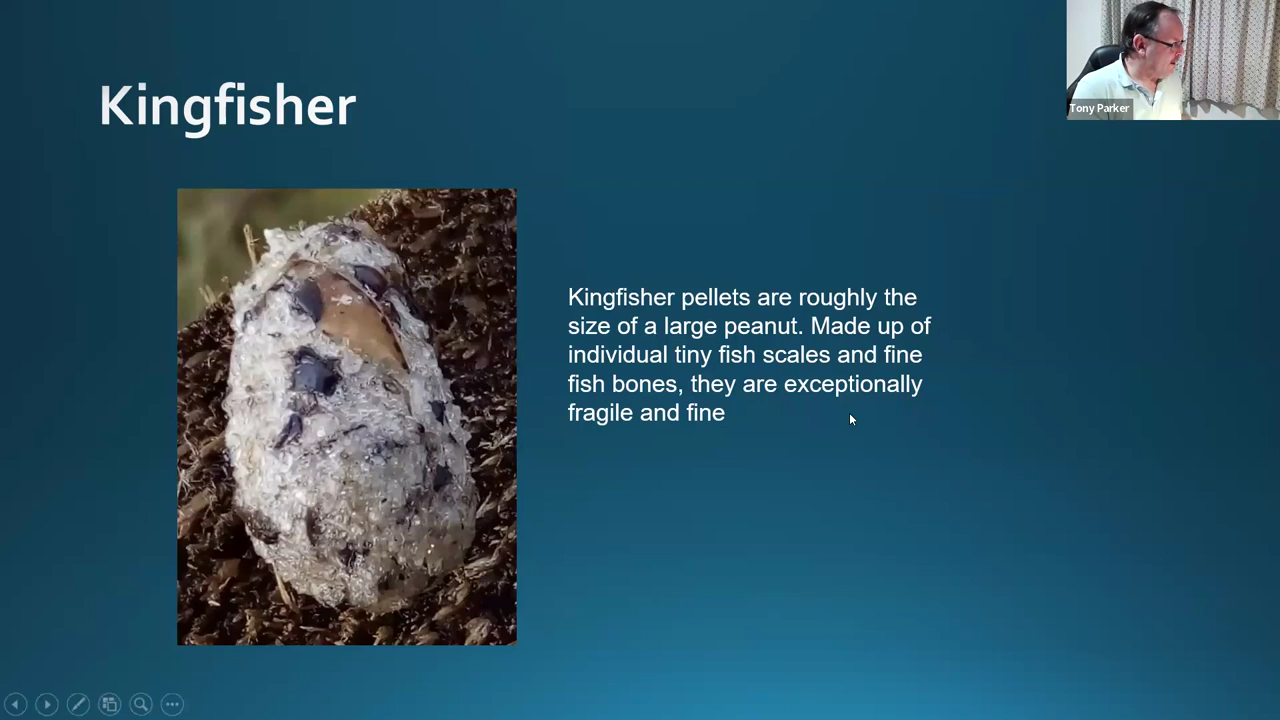 Kingfisher
Tony Parker
Kingfisher pellets are roughly the
size of a large peanut. Made up of
individual tiny fish scales and fine
fish bones, they are exceptionally
fragile and fine